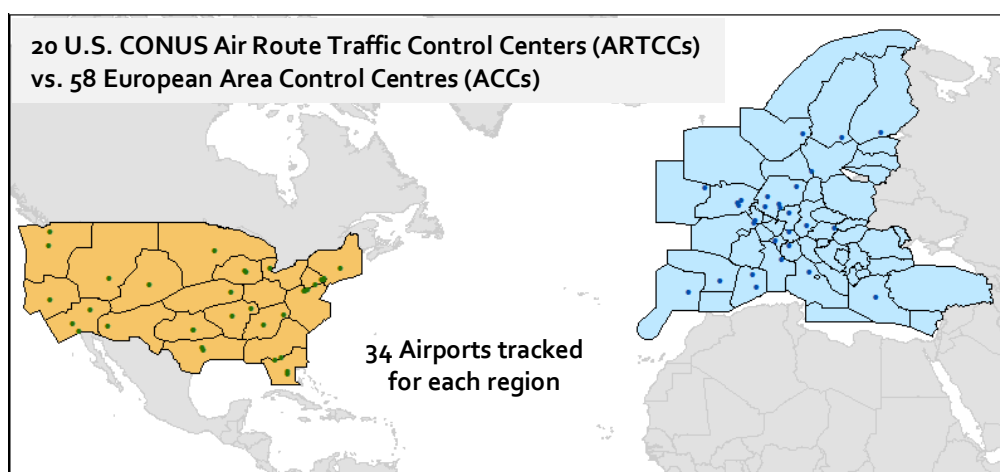 20 U.S. CONUS Air Route Traffic Control Centers (ARTCCs)
vs. 58 European Area Control Centres (ACCs)
34 Airports tracked
for each region